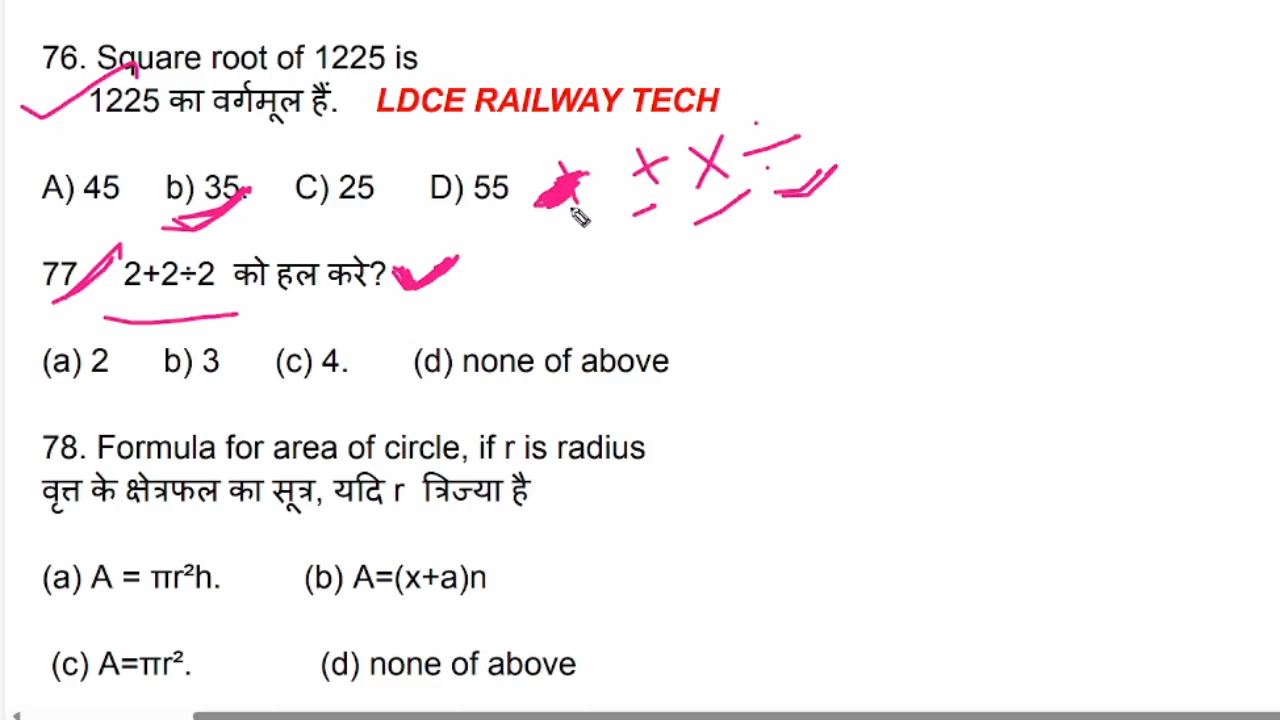 76. Square root of 1225 is
1225 का वर्गमूल हैं. LDCE RAILWAY TECH
A) 45 b) 35. C) 25 D) 55
77 2+2÷2 को हल करे?
(a) 2 b) 3 (c) 4. (d) none of above
78. Formula for area of circle, if r is radius
वृत्त के क्षेत्रफल का सूत्र, यदि r त्रिज्या है
(a) A = πr²h. (b) A=(x+a)n
(c) A=πr². (d) none of above